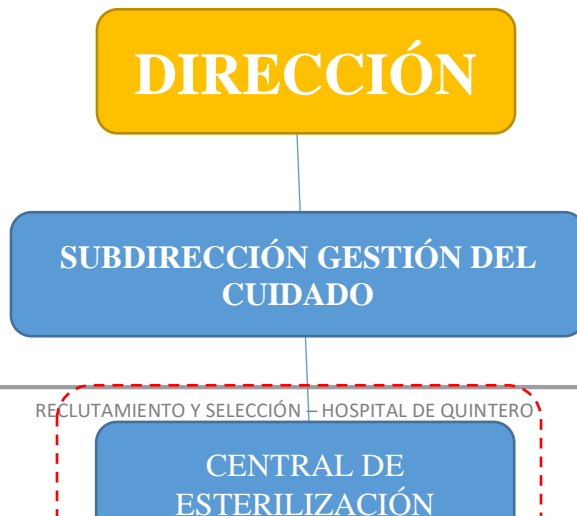 DIRECCIÓN
SUBDIRECCIÓN GESTIÓN DEL
CUIDADO
RECLUTAMIENTO Y SELECCIÓN – HOSPITAL DE QUINTERO
CENTRAL DE
ESTERILIZACIÓN